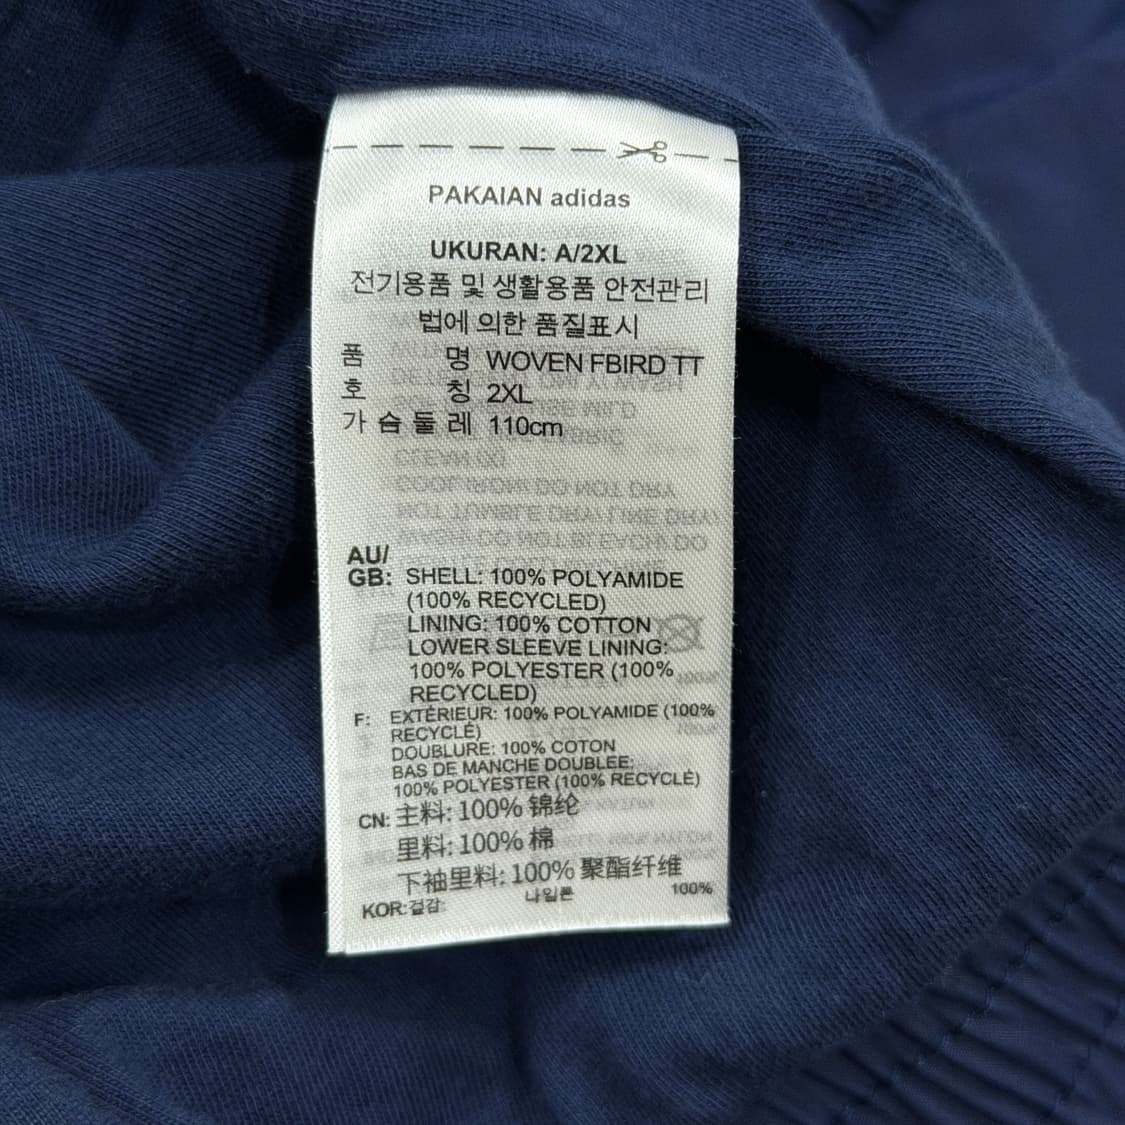 PAKAIAN adidas
UKURAN: A/2XL
전기용품 및 생활용품 안전관리
법에 의한 품질표시
품 명 WOVEN FBIRD TT
호 칭 2XL
가 슴 둘 레 110cm
AU/
GB: SHELL: 100% POLYAMIDE
(100% RECYCLED)
LINING: 100% COTTON
LOWER SLEEVE LINING:
100% POLYESTER (100%
RECYCLED)
F: EXTÉRIEUR: 100% POLYAMIDE (100%
RECYCLÉ)
DOUBLURE: 100% COTON
BAS DE MANCHE DOUBLÉE:
100% POLYESTER (100% RECYCLÉ)
CN: 主料: 100% 锦纶
里料: 100% 棉
下袖里料: 100% 聚酯纤维
KOR: 겉감: 나일론 100%